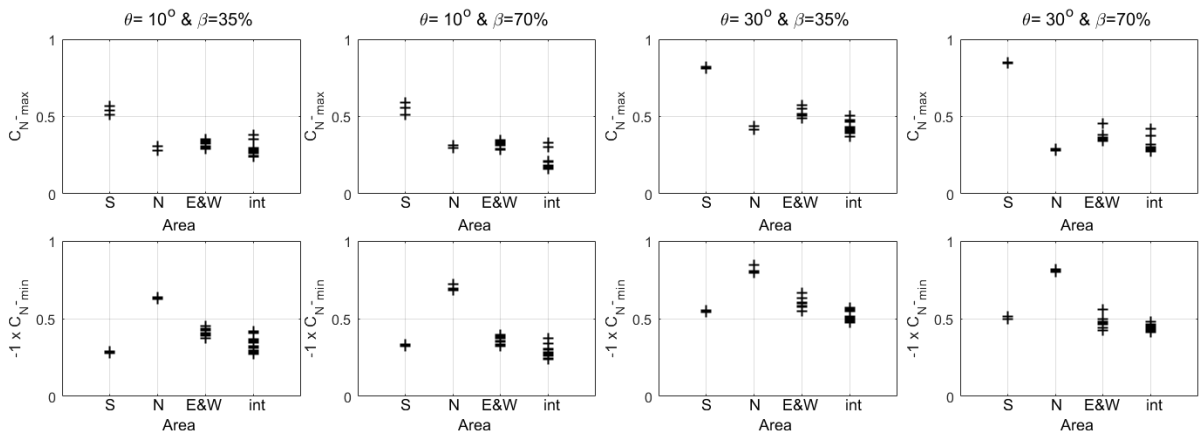 θ= 10° & β=35%
θ= 10° & β=70%
θ= 30° & β=35%
θ= 30° & β=70%
1
0.5
0
C_N-max
S N E&W int
Area
1
0.5
0
C_N-max
S N E&W int
Area
1
0.5
0
C_N-max
S N E&W int
Area
1
0.5
0
C_N-max
S N E&W int
Area
1
0.5
0
-1 x C_N-min
S N E&W int
Area
1
0.5
0
-1 x C_N-min
S N E&W int
Area
1
0.5
0
-1 x C_N-min
S N E&W int
Area
1
0.5
0
-1 x C_N-min
S N E&W int
Area